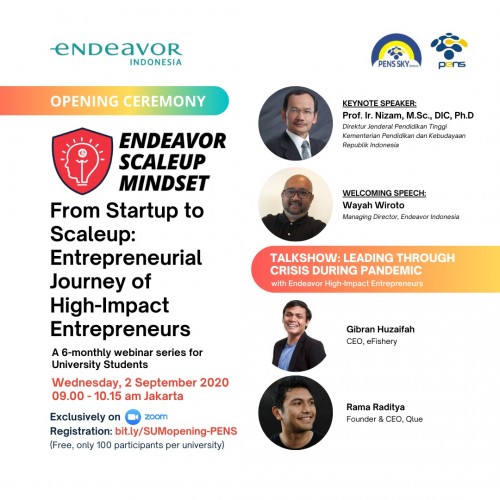 enDeavor
INDONESIA
PENS SKY
pens
OPENING CEREMONY
ENDEAVOR
SCALEUP
MINDSET
From Startup to
Scaleup:
Entrepreneurial
Journey of
High-Impact
Entrepreneurs
A 6-monthly webinar series for
University Students
Wednesday, 2 September 2020
09.00 - 10.15 am Jakarta
Exclusively on zoom
Registration: bit.ly/SUMopening-PENS
(Free, only 100 participants per university)
KEYNOTE SPEAKER:
Prof. Ir. Nizam, M.Sc., DIC, Ph.D
Direktur Jenderal Pendidikan Tinggi
Kementerian Pendidikan dan Kebudayaan
Republik Indonesia
WELCOMING SPEECH:
Wayah Wiroto
Managing Director, Endeavor Indonesia
TALKSHOW: LEADING THROUGH
CRISIS DURING PANDEMIC
with Endeavor High-Impact Entrepreneurs
Gibran Huzaifah
CEO, eFishery
Rama Raditya
Founder & CEO, Qlue